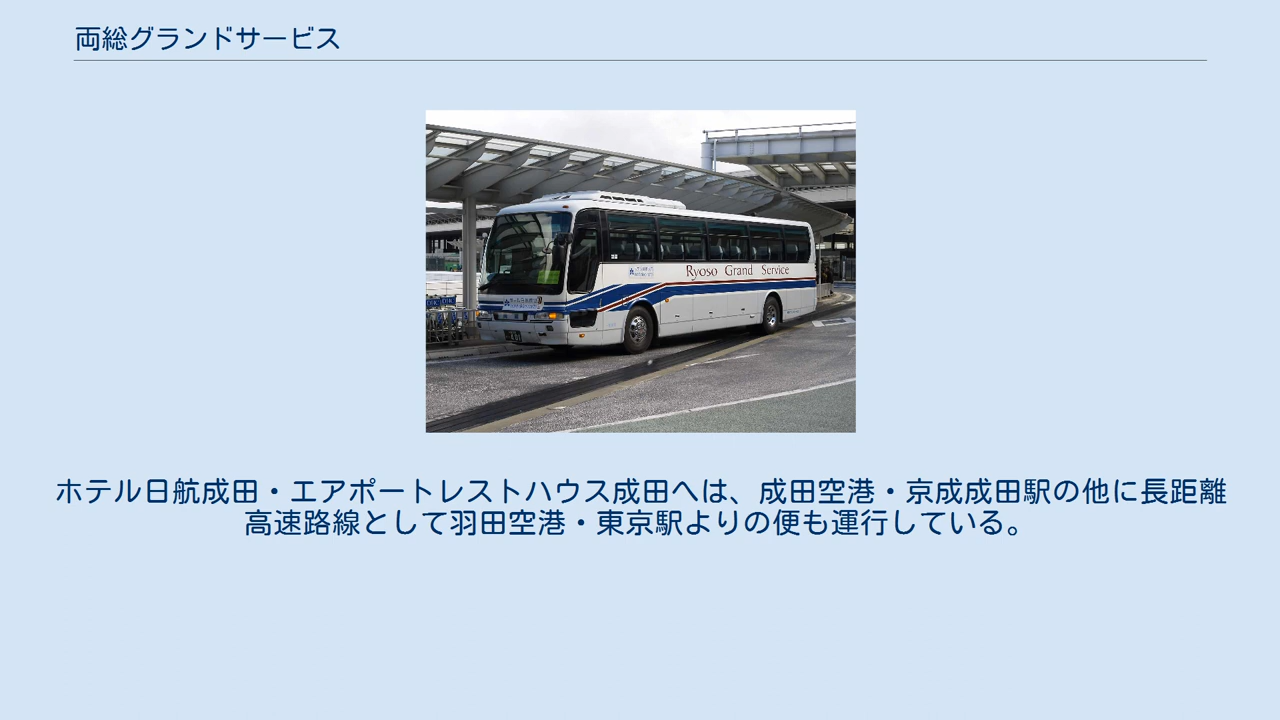 両総グランドサービス
Ryoso Grand Service
ホテル日航成田・エアポートレストハウス成田へは、成田空港・京成成田駅の他に長距離
高速路線として羽田空港・東京駅よりの便も運行している。